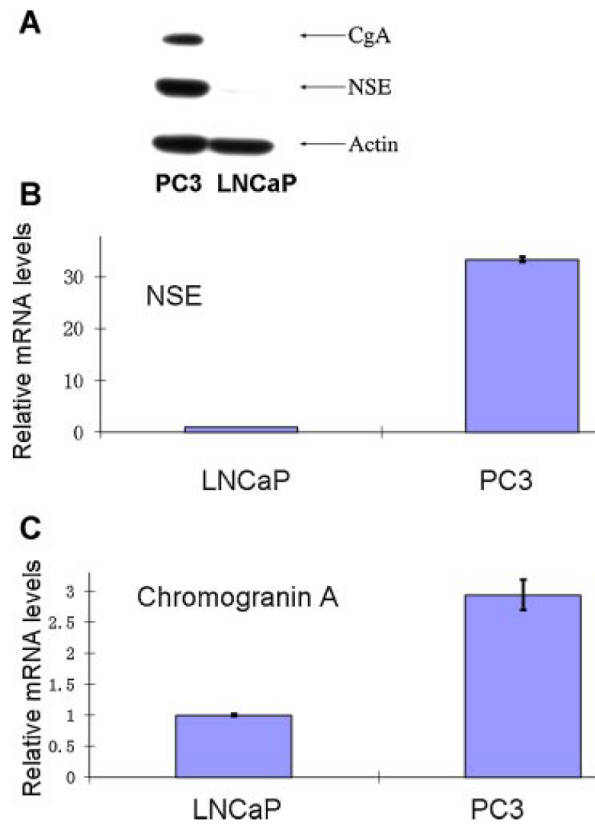 A
CgA
NSE
Actin
PC3 LNCaP
B
Relative mRNA levels
30
20
10
0
NSE
LNCaP PC3
C
Relative mRNA levels
3
2.5
2
1.5
1
0.5
0
Chromogranin A
LNCaP PC3